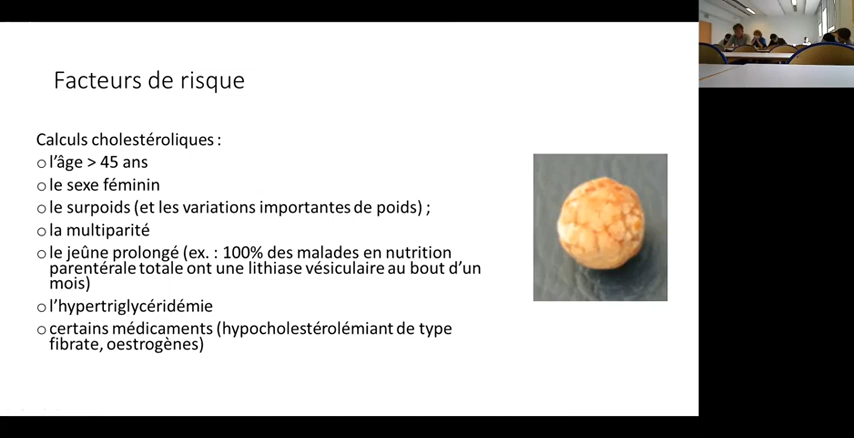 Facteurs de risque
Calculs cholestéroliques :
o l'âge > 45 ans
o le sexe féminin
o le surpoids (et les variations importantes de poids) ;
o la multiparité
o le jeûne prolongé (ex. : 100% des malades en nutrition
parentérale totale ont une lithiase vésiculaire au bout d'un
mois)
o l'hypertriglycéridémie
o certains médicaments (hypocholestérolémiant de type
fibrate, oestrogènes)